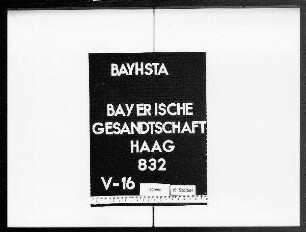 BAYHSTA
BAYERISCHE
GESANDTSCHAFT
HAAG
832
V-16